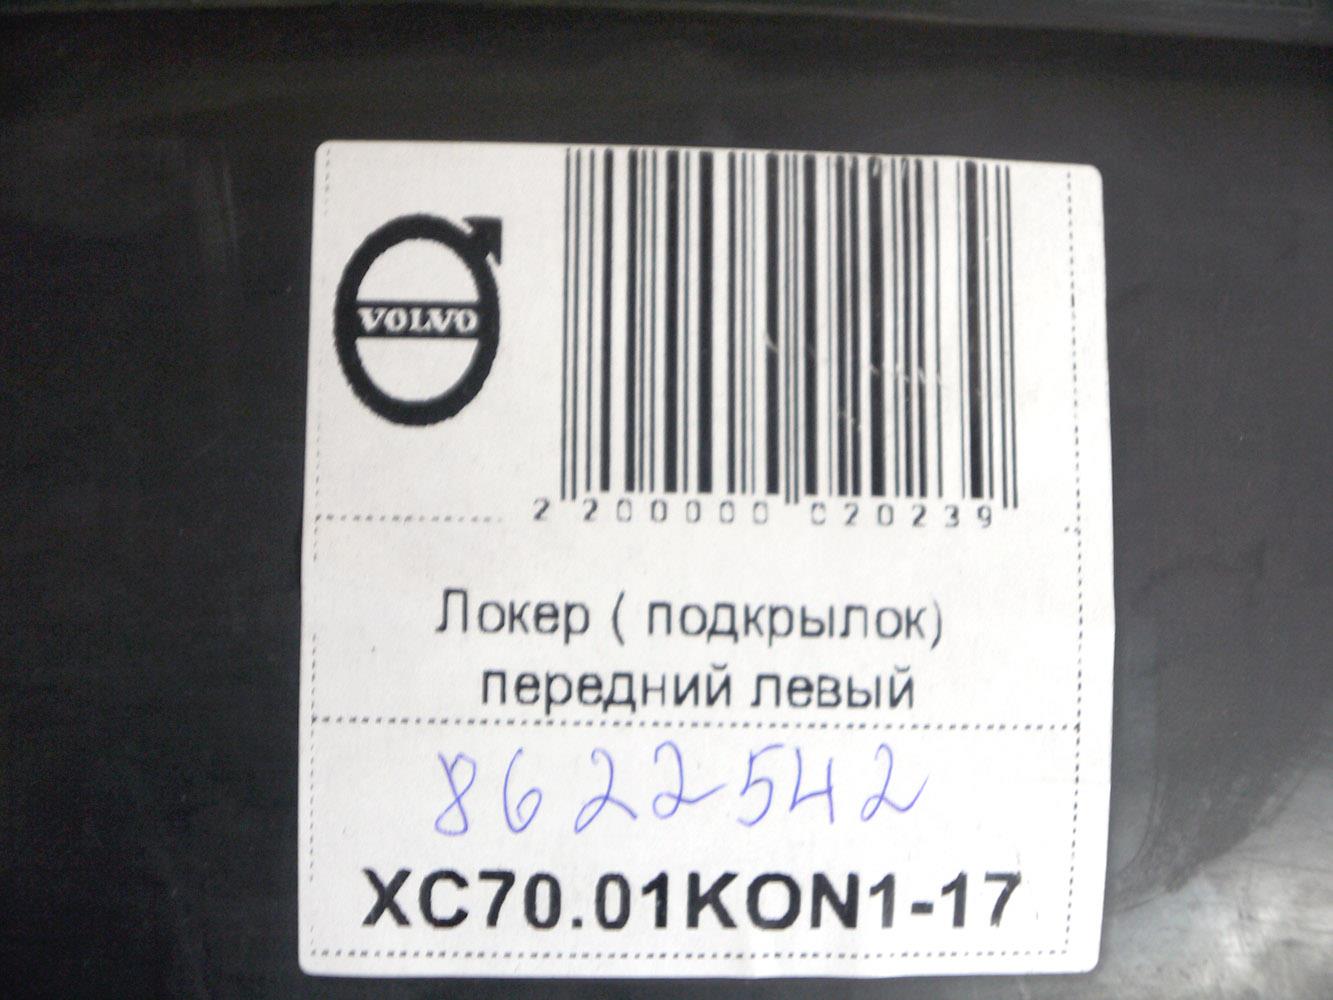 VOLVO
2 200000 020239
Локер ( подкрылок)
передний левый
8622542
XC70.01KON1-17